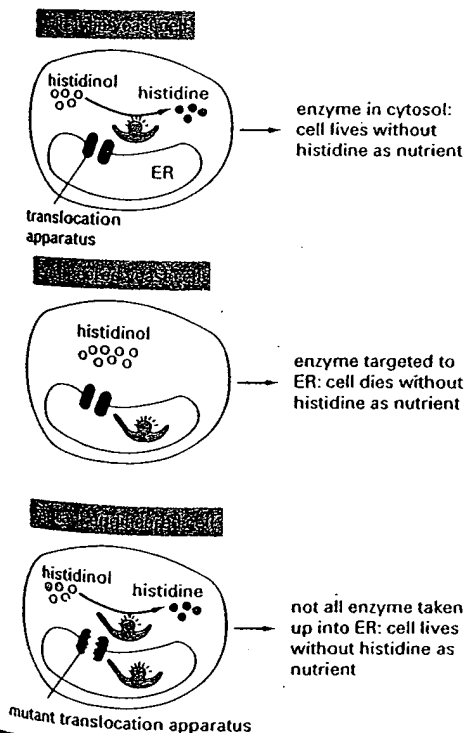 histidinol
histidine
ER
translocation
apparatus
enzyme in cytosol:
cell lives without
histidine as nutrient
histidinol
enzyme targeted to
ER: cell dies without
histidine as nutrient
histidinol
histidine
mutant translocation apparatus
not all enzyme taken
up into ER: cell lives
without histidine as
nutrient